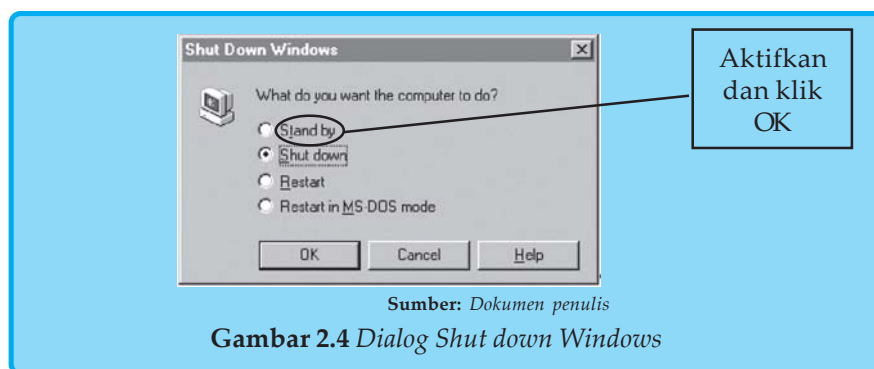 Shut Down Windows
Aktifkan
dan klik
OK
What do you want the computer to do?
Stand by
Shut down
Restart
Restart in MS-DOS mode
OK
Cancel
Help
Sumber: Dokumen penulis
Gambar 2.4 Dialog Shut down Windows